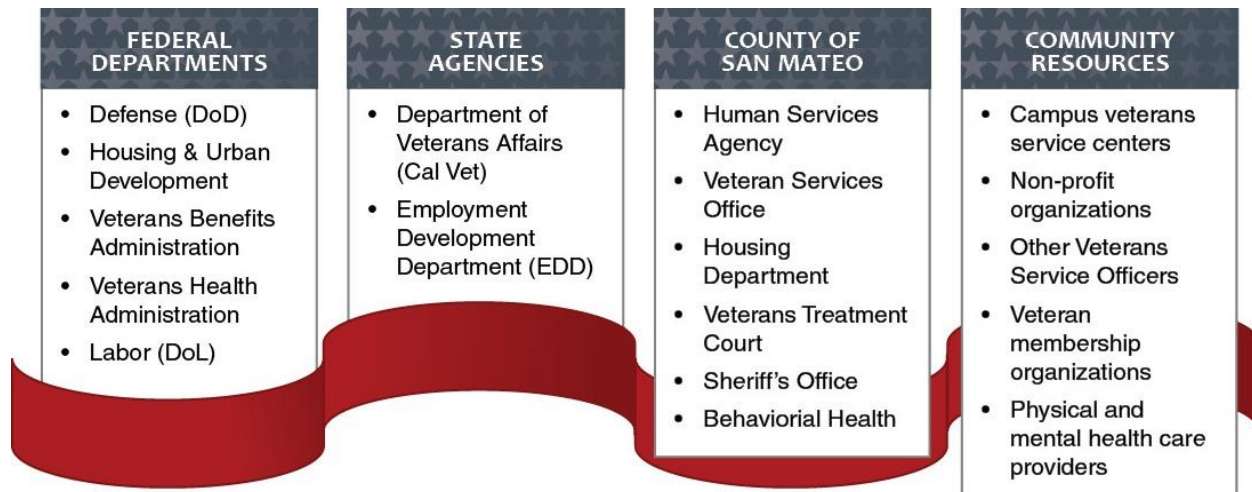 FEDERAL
DEPARTMENTS
• Defense (DoD)
• Housing & Urban
Development
• Veterans Benefits
Administration
• Veterans Health
Administration
• Labor (DoL)
STATE
AGENCIES
• Department of
Veterans Affairs
(Cal Vet)
• Employment
Development
Department (EDD)
COUNTY OF
SAN MATEO
• Human Services
Agency
• Veteran Services
Office
• Housing
Department
• Veterans Treatment
Court
• Sheriff's Office
• Behaviorial Health
COMMUNITY
RESOURCES
• Campus veterans
service centers
• Non-profit
organizations
• Other Veterans
Service Officers
• Veteran
membership
organizations
• Physical and
mental health care
providers